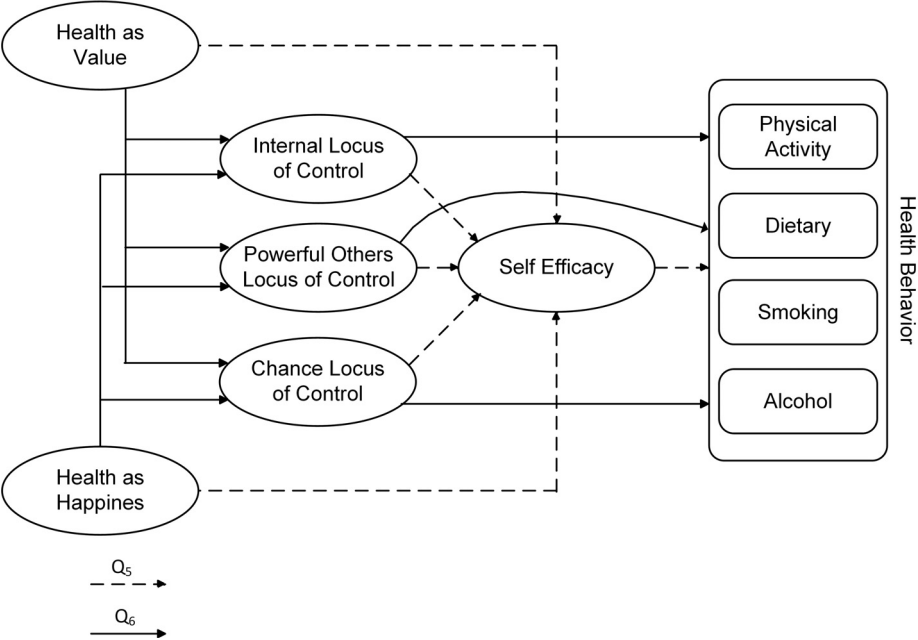 Health as
Value
Internal Locus
of Control
Physical
Activity
Powerful Others
Locus of Control
Self Efficacy
Dietary
Smoking
Health Behavior
Chance Locus
of Control
Alcohol
Health as
Happines
Q₅
Q₆